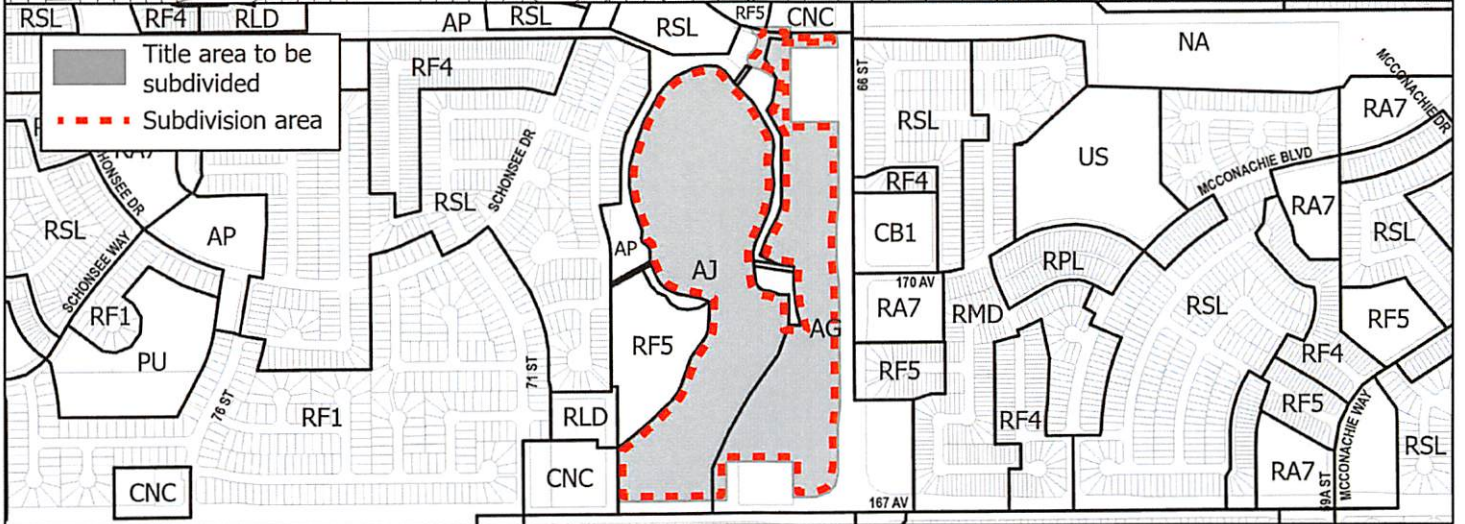 RSL
RF4
RLD
AP
RSL
RSL
RF5
CNC
Title area to be
subdivided
Subdivision area
RF4
66 ST
NA
MCCONACHIE DR
RSL
RA7
RA7
SCHONSEE DR
RSL
SCHONSEE DR
US
MCCONACHIE BLVD
RF4
RA7
RSL
AP
AP
CB1
RSL
SCHONSEE WAY
AJ
170 AV
RPL
RF1
PU
RF5
AG
RA7
RMD
RSL
RF5
71 ST
RF4
76 ST
RF1
RLD
RF5
RF4
RF5
MCCONACHIE WAY
RSL
CNC
CNC
167 AV
RA7
59A ST